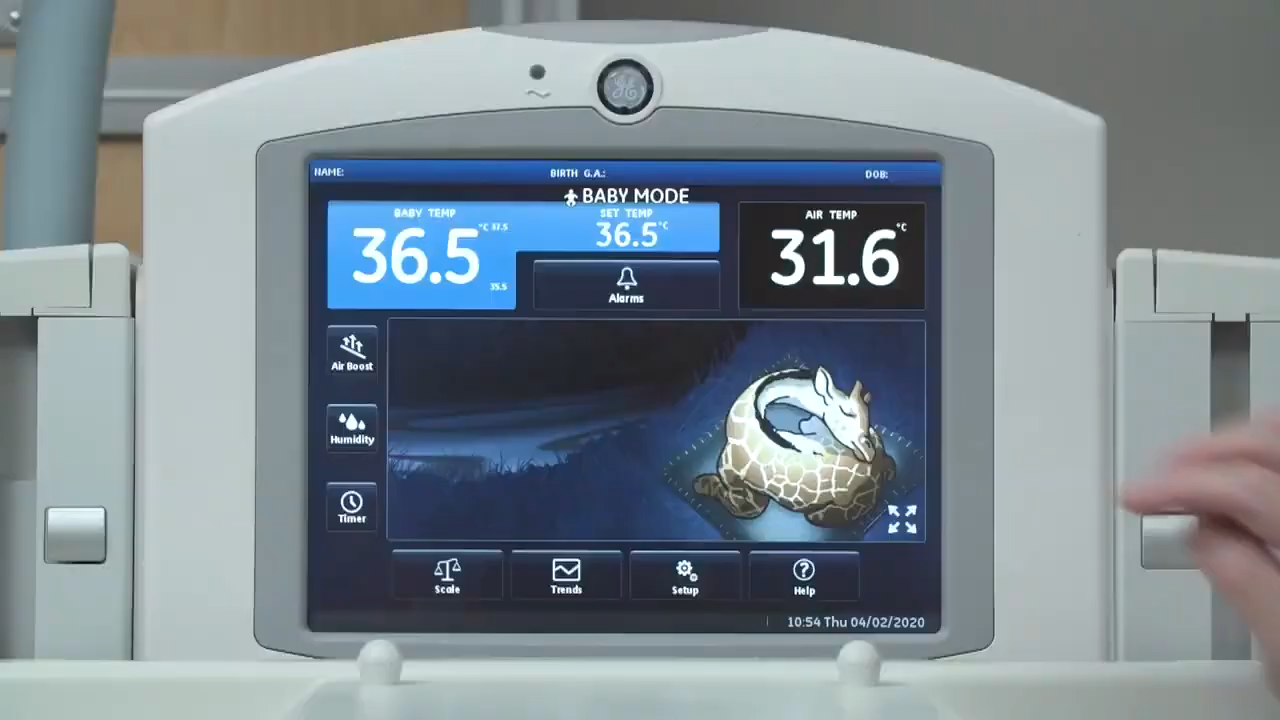 NAME: BIRTH G.A.: DOB:
BABY MODE
BABY TEMP
36.5 °C 37.5
35.5
SET TEMP
36.5 °C
AIR TEMP
31.6 °C
Alarms
Air Boost
Humidity
Timer
Scale Trends Setup Help
10:54 Thu 04/02/2020